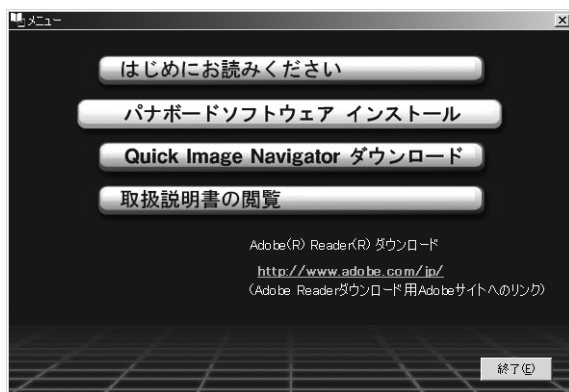 メニュー
はじめにお読みください
パナボードソフトウェア インストール
Quick Image Navigator ダウンロード
取扱説明書の閲覧
Adobe(R) Reader(R) ダウンロード
http://www.adobe.com/jp/
(Adobe Readerダウンロード用Adobeサイトへのリンク)
終了(E)